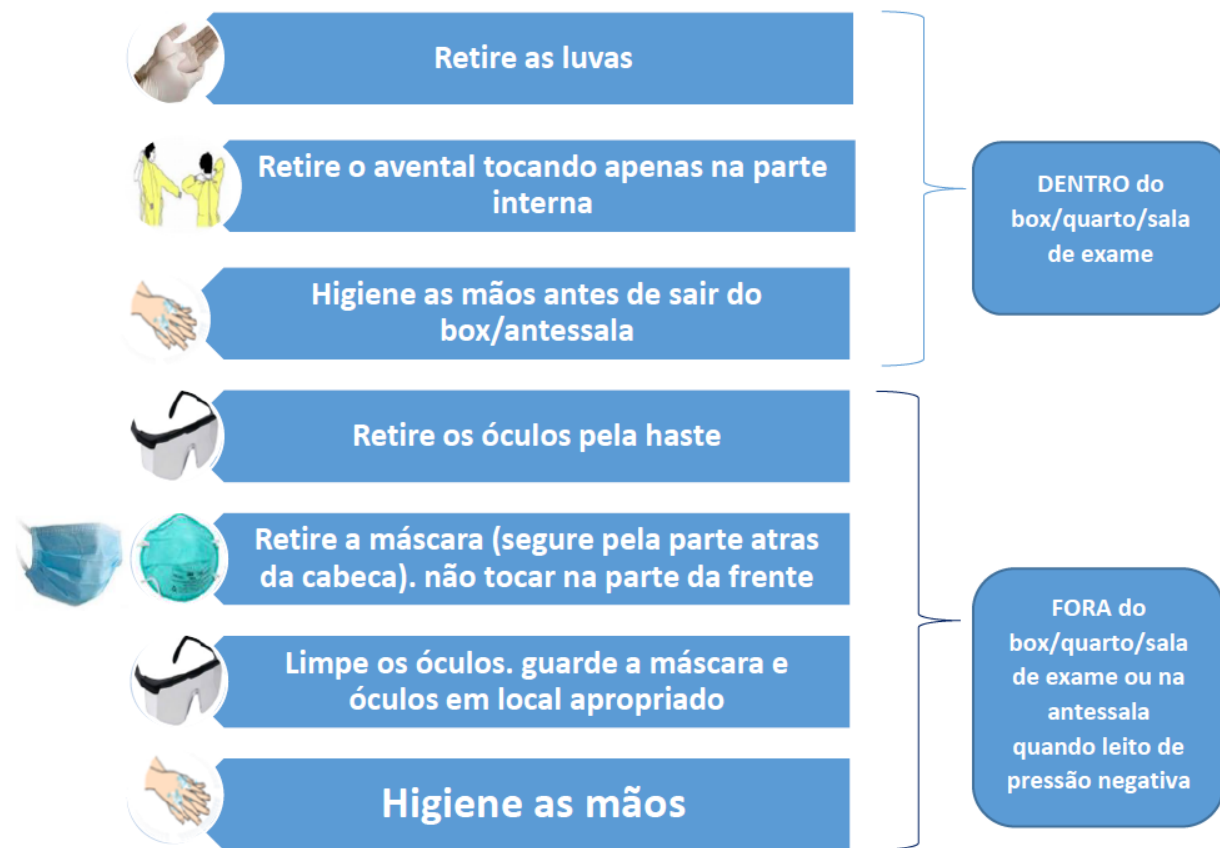 Retire as luvas
Retire o avental tocando apenas na parte
interna
Higiene as mãos antes de sair do
box/antessala
DENTRO do
box/quarto/sala
de exame
Retire os óculos pela haste
Retire a máscara (segure pela parte atras
da cabeca). não tocar na parte da frente
Limpe os óculos. guarde a máscara e
óculos em local apropriado
Higiene as mãos
FORA do
box/quarto/sala
de exame ou na
antessala
quando leito de
pressão negativa